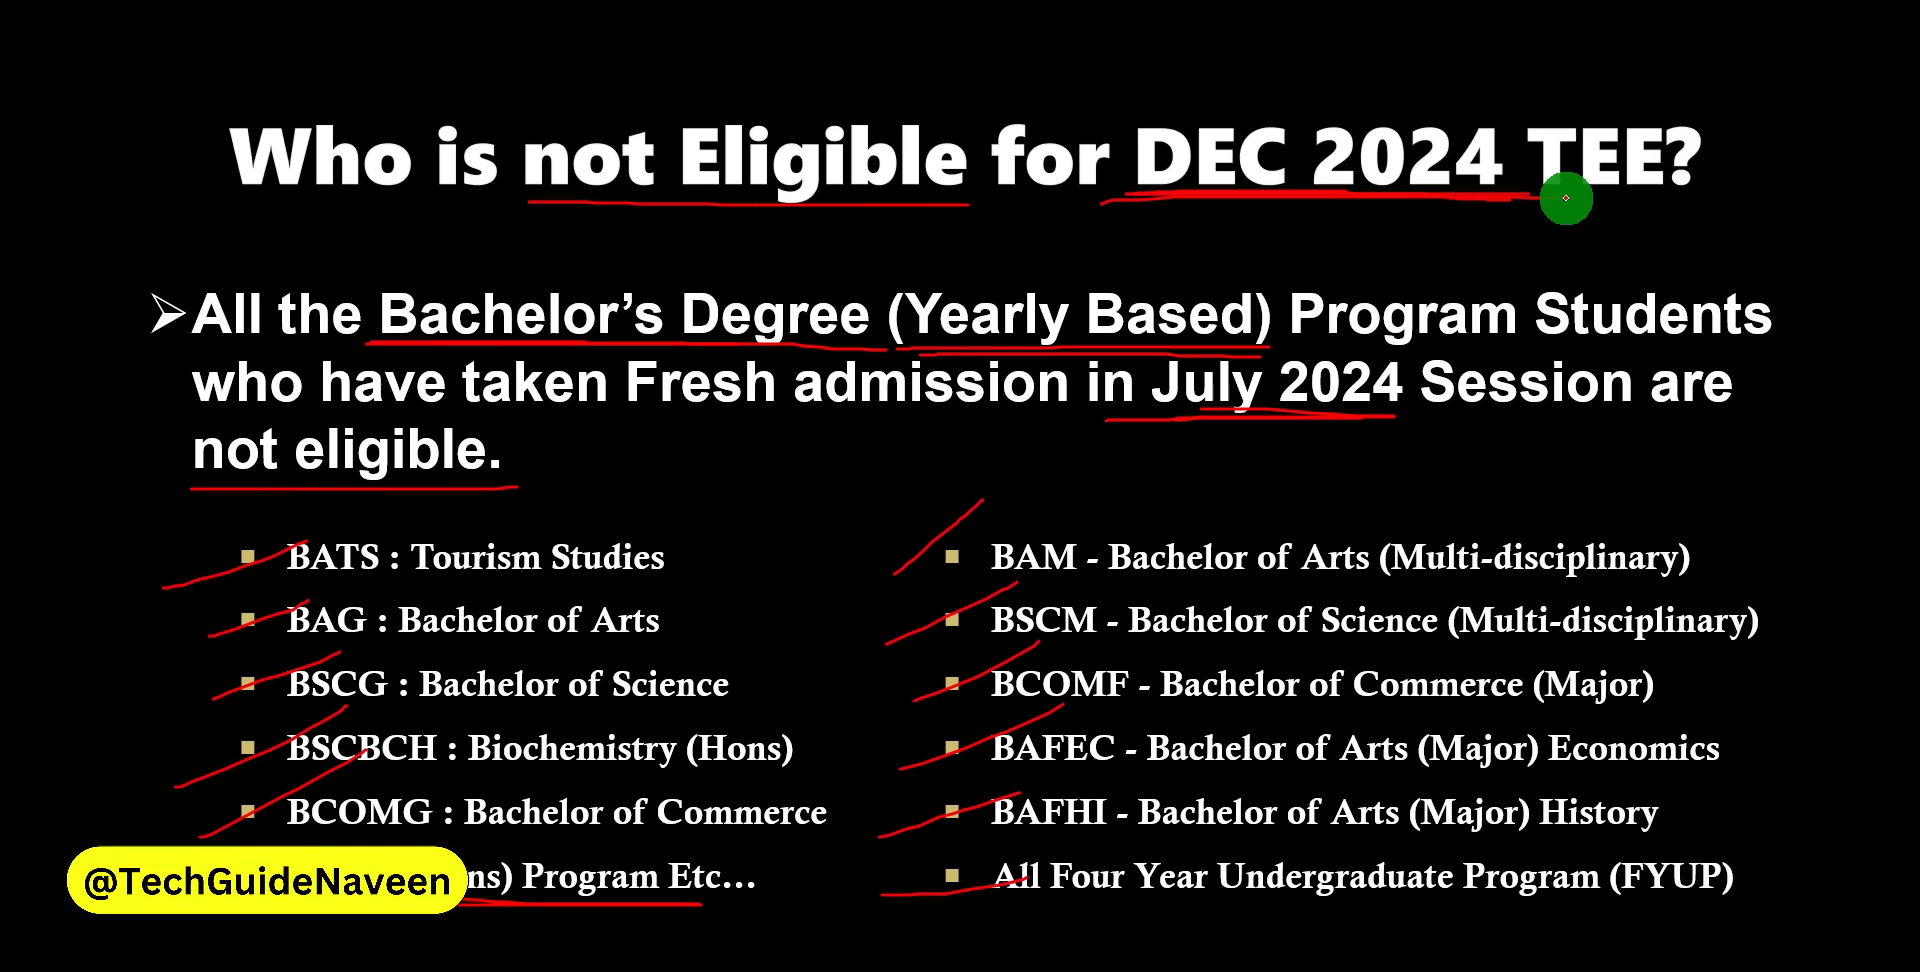 Who is not Eligible for DEC 2024 TEE?
All the Bachelor’s Degree (Yearly Based) Program Students
who have taken Fresh admission in July 2024 Session are
not eligible.
BATS : Tourism Studies
BAG : Bachelor of Arts
BSCG : Bachelor of Science
BSCBCH : Biochemistry (Hons)
BCOMG : Bachelor of Commerce
Program Etc...
BAM - Bachelor of Arts (Multi-disciplinary)
BSCM - Bachelor of Science (Multi-disciplinary)
BCOMF - Bachelor of Commerce (Major)
BAFEC - Bachelor of Arts (Major) Economics
BAFHI - Bachelor of Arts (Major) History
All Four Year Undergraduate Program (FYUP)
@TechGuideNaveen